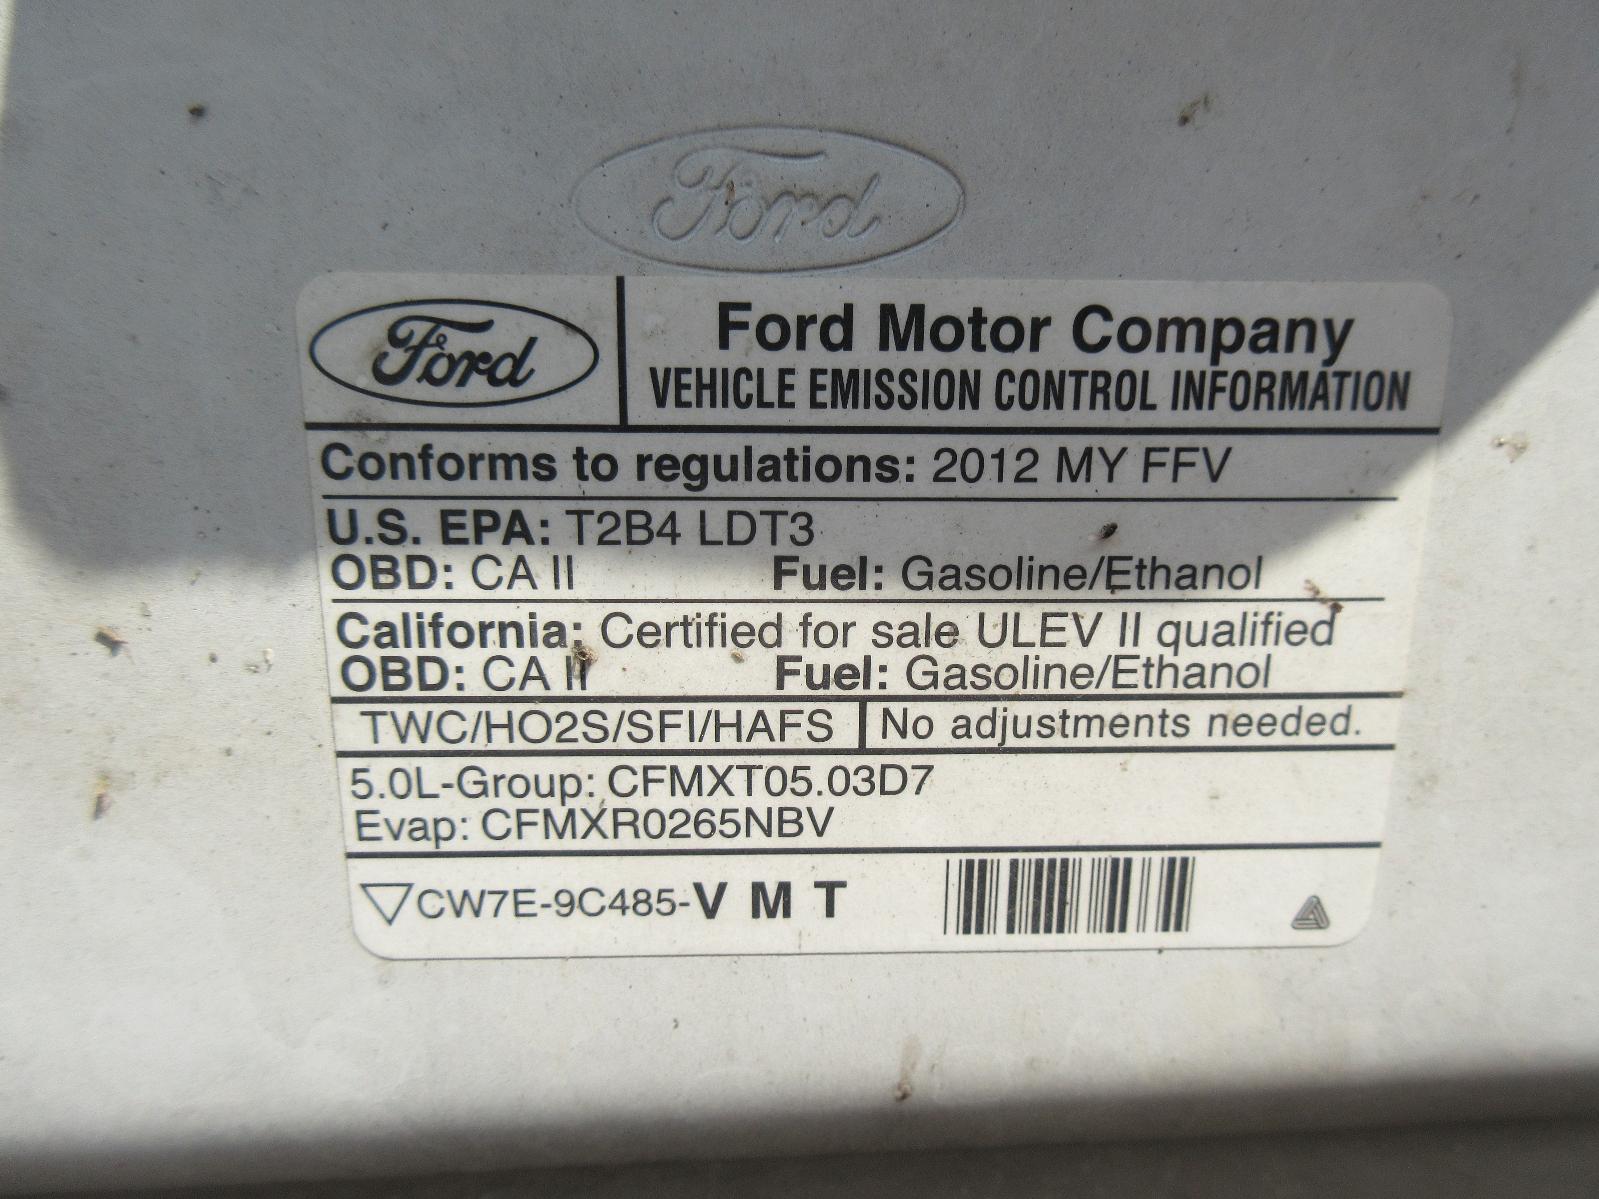 Ford
Ford
Ford Motor Company
VEHICLE EMISSION CONTROL INFORMATION
Conforms to regulations: 2012 MY FFV
U.S. EPA: T2B4 LDT3
OBD: CA II Fuel: Gasoline/Ethanol
California: Certified for sale ULEV II qualified
OBD: CA II Fuel: Gasoline/Ethanol
TWC/HO2S/SFI/HAFS No adjustments needed.
5.0L-Group: CFMXT05.03D7
Evap: CFMXR0265NBV
CW7E-9C485-V M T